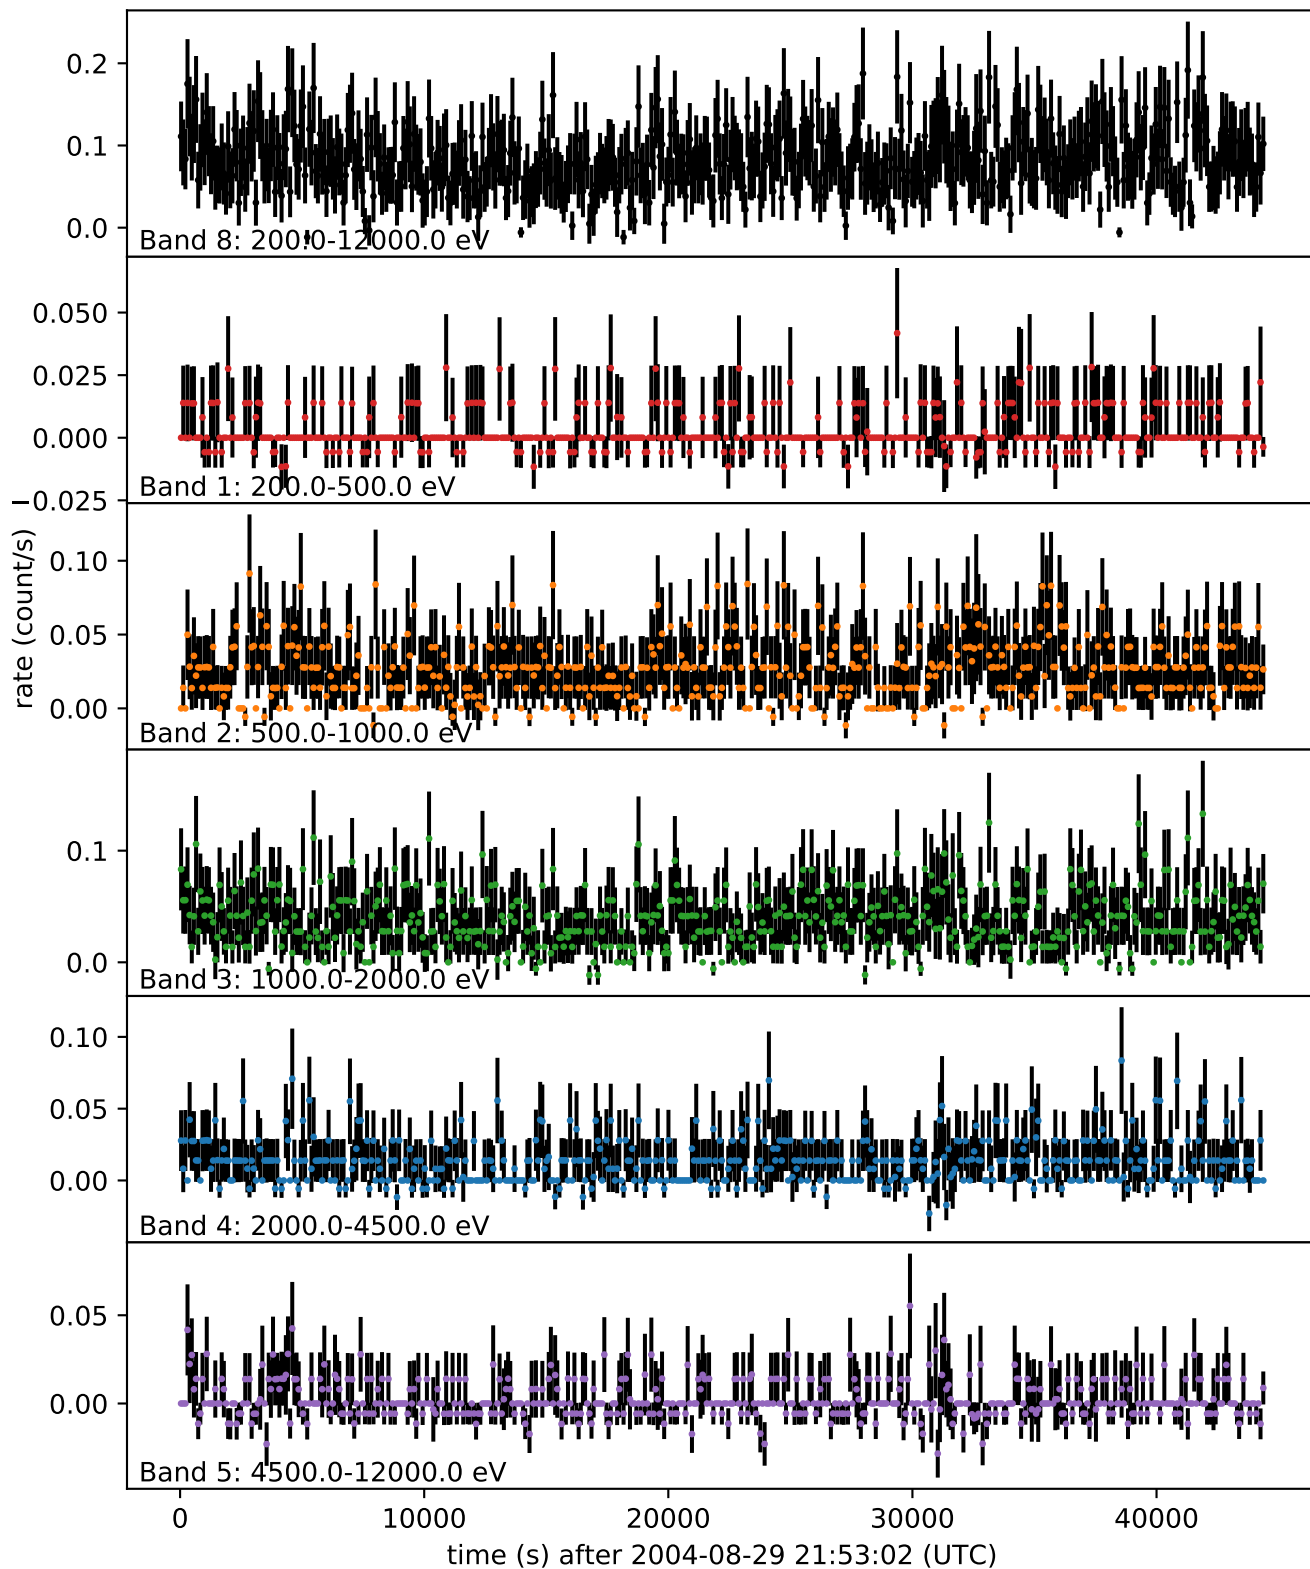 0.2
0.1
0.0
Band 8: 200.0-12000.0 eV
0.050
0.025
0.000
−0.025
Band 1: 200.0-500.0 eV
rate (count/s)
0.10
0.05
0.00
Band 2: 500.0-1000.0 eV
0.1
0.0
Band 3: 1000.0-2000.0 eV
0.10
0.05
0.00
Band 4: 2000.0-4500.0 eV
0.05
0.00
Band 5: 4500.0-12000.0 eV
0 10000 20000 30000 40000
time (s) after 2004-08-29 21:53:02 (UTC)